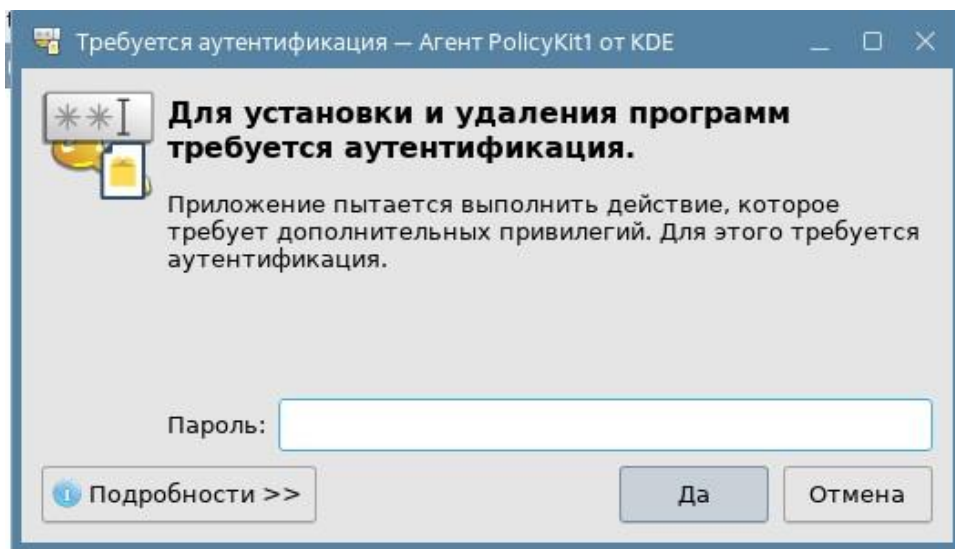 Требуется аутентификация — Агент PolicyKit1 от KDE
Для установки и удаления программ
требуется аутентификация.
Приложение пытается выполнить действие, которое
требует дополнительных привилегий. Для этого требуется
аутентификация.
Пароль:
Подробности >>
Да
Отмена